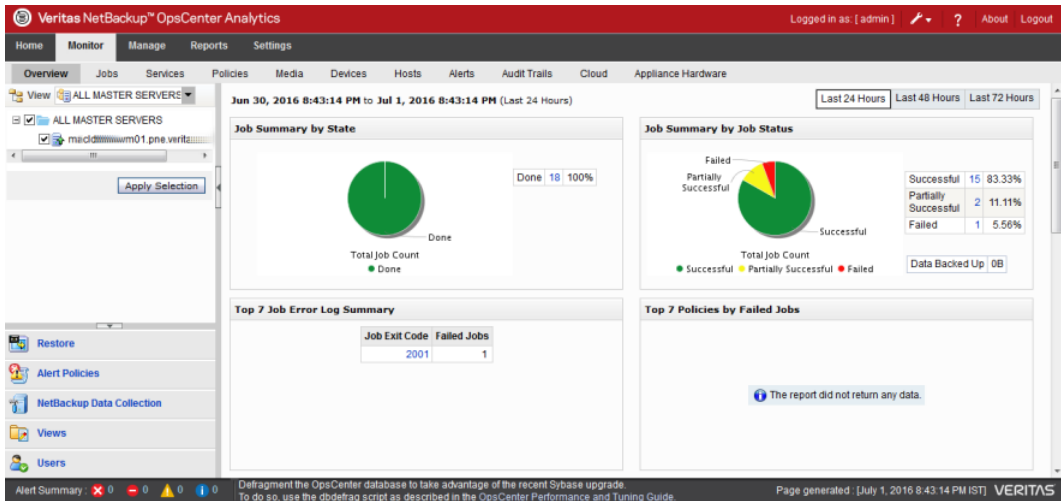 Veritas NetBackup™ OpsCenter Analytics
Logged in as: [ admin ] ? About Logout
Home Monitor Manage Reports Settings
Overview Jobs Services Policies Media Devices Hosts Alerts Audit Trails Cloud Appliance Hardware
View ALL MASTER SERVERS
ALL MASTER SERVERS
Apply Selection
Restore
Alert Policies
NetBackup Data Collection
Views
Users
Jun 30, 2016 8:43:14 PM to Jul 1, 2016 8:43:14 PM (Last 24 Hours)
Last 24 Hours Last 48 Hours Last 72 Hours
Job Summary by State
Done
Total Job Count
Done
Done 18 100%
Job Summary by Job Status
Failed
Partially
Successful
Successful
Total Job Count
Successful Partially Successful Failed
Successful 15 83.33%
Partially
Successful 2 11.11%
Failed 1 5.56%
Data Backed Up 0B
Top 7 Job Error Log Summary
Job Exit Code Failed Jobs
2001 1
Top 7 Policies by Failed Jobs
The report did not return any data.
Alert Summary: 0 0 0 0
Defragment the OpsCenter database to take advantage of the recent Sybase upgrade.
To do so, use the dbdefrag script as described in the OpsCenter Performance and Tuning Guide.
Page generated : [July 1, 2016 8:43:14 PM IST]
VERITAS